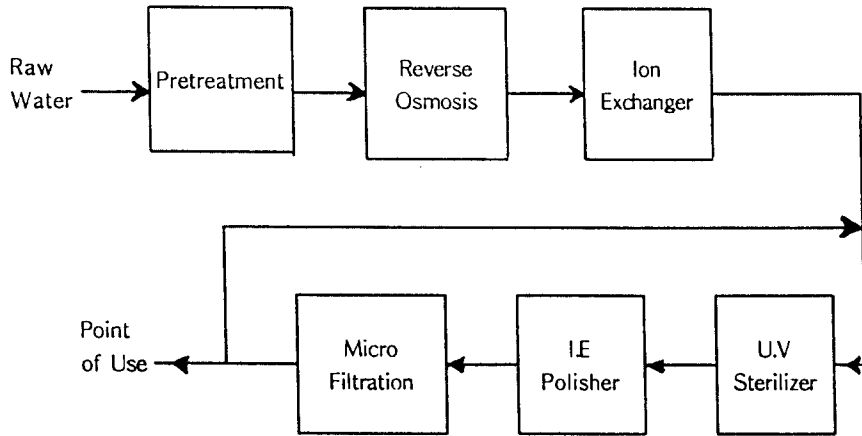 Raw
Water
Pretreatment
Reverse
Osmosis
Ion
Exchanger
Point
of Use
Micro
Filtration
I.E
Polisher
U.V
Sterilizer